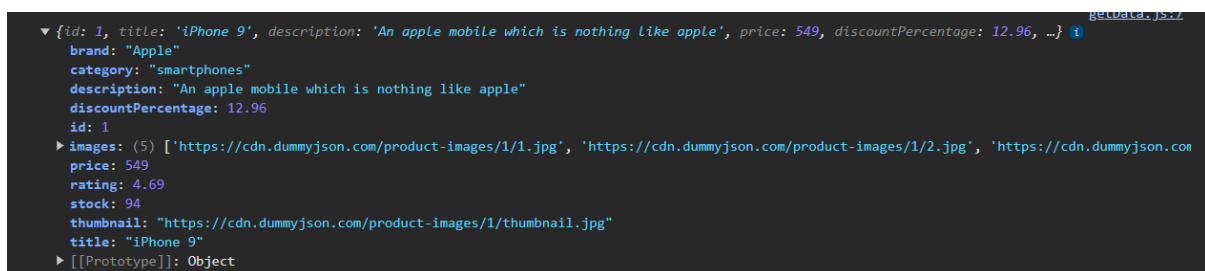 getData.js:7
▼ {id: 1, title: 'iPhone 9', description: 'An apple mobile which is nothing like apple', price: 549, discountPercentage: 12.96, …} i
brand: "Apple"
category: "smartphones"
description: "An apple mobile which is nothing like apple"
discountPercentage: 12.96
id: 1
▶ images: (5) ['https://cdn.dummyjson.com/product-images/1/1.jpg', 'https://cdn.dummyjson.com/product-images/1/2.jpg', 'https://cdn.dummyjson.com
price: 549
rating: 4.69
stock: 94
thumbnail: "https://cdn.dummyjson.com/product-images/1/thumbnail.jpg"
title: "iPhone 9"
▶ [[Prototype]]: Object